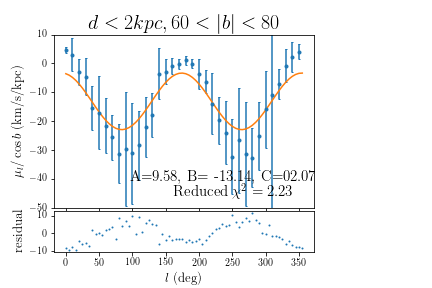 d < 2kpc, 60 < |b| < 80
10
0
−10
−20
−30
−40
−50
μl/ cos b (km/s/kpc)
A=9.58, B= -13.14, C=02.07
Reduced χ² = 2.23
10
0
−10
residual
0 50 100 150 200 250 300 350
l (deg)